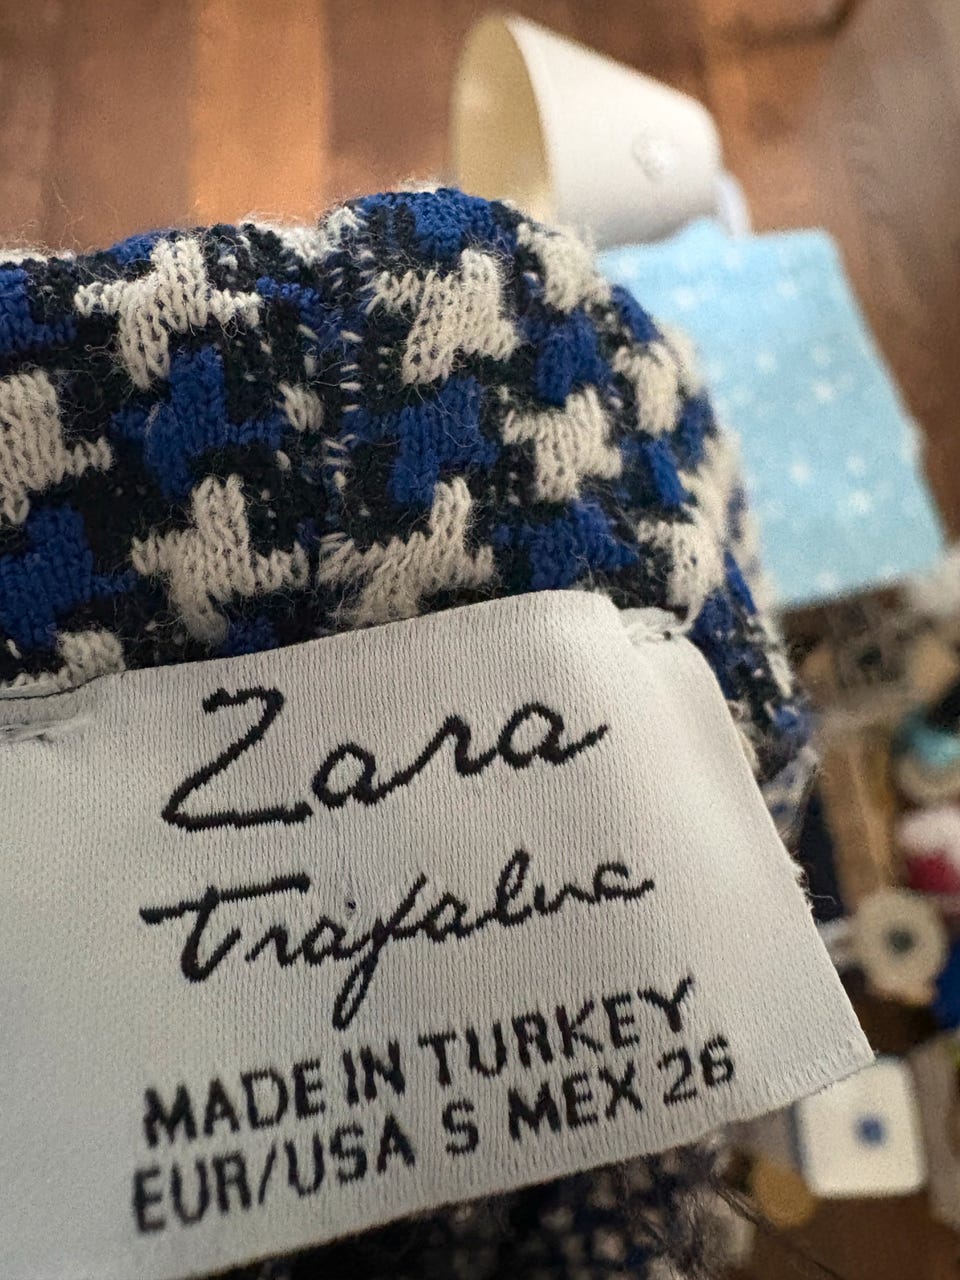 Zara
Trafaluc
MADE IN TURKEY
EUR/USA S MEX 26